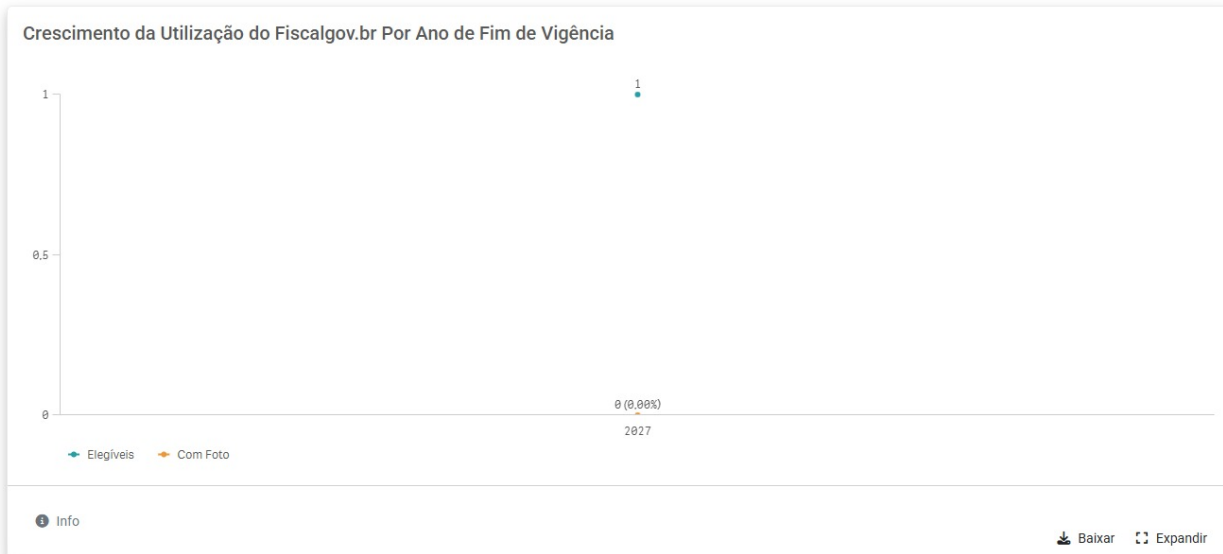 Crescimento da Utilização do Fiscalgov.br Por Ano de Fim de Vigência
1
1
0,5
0 (0,00%)
0
2027
Elegíveis Com Foto
Info
Baixar Expandir